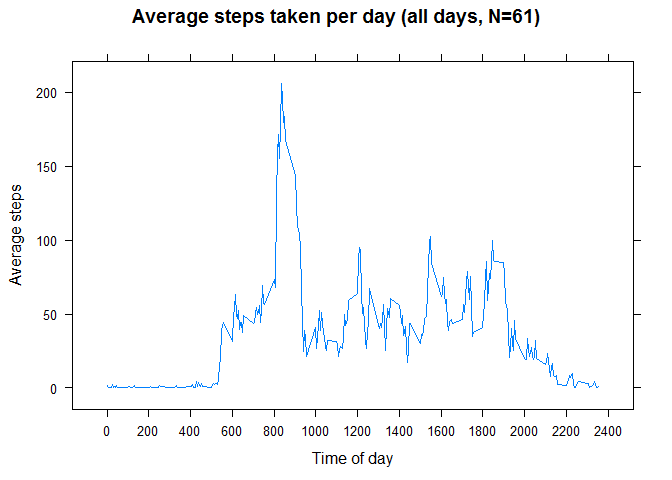 Average steps taken per day (all days, N=61)
200
150
100
50
0
Average steps
0 200 400 600 800 1000 1200 1400 1600 1800 2000 2200 2400
Time of day